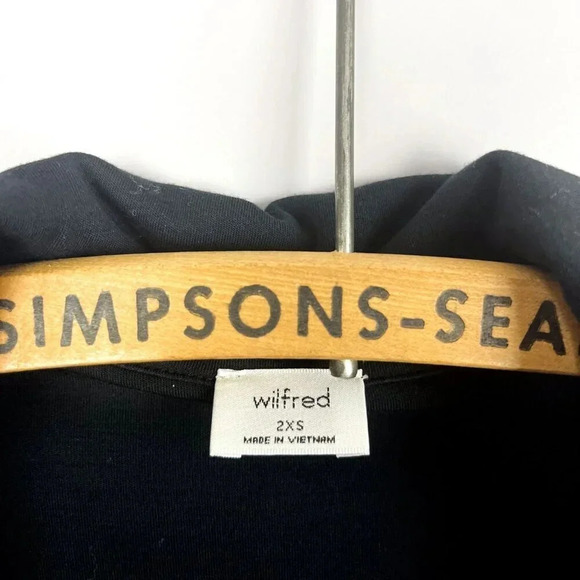 SIMPSONS-SEA
wilfred
2XS
MADE IN VIETNAM